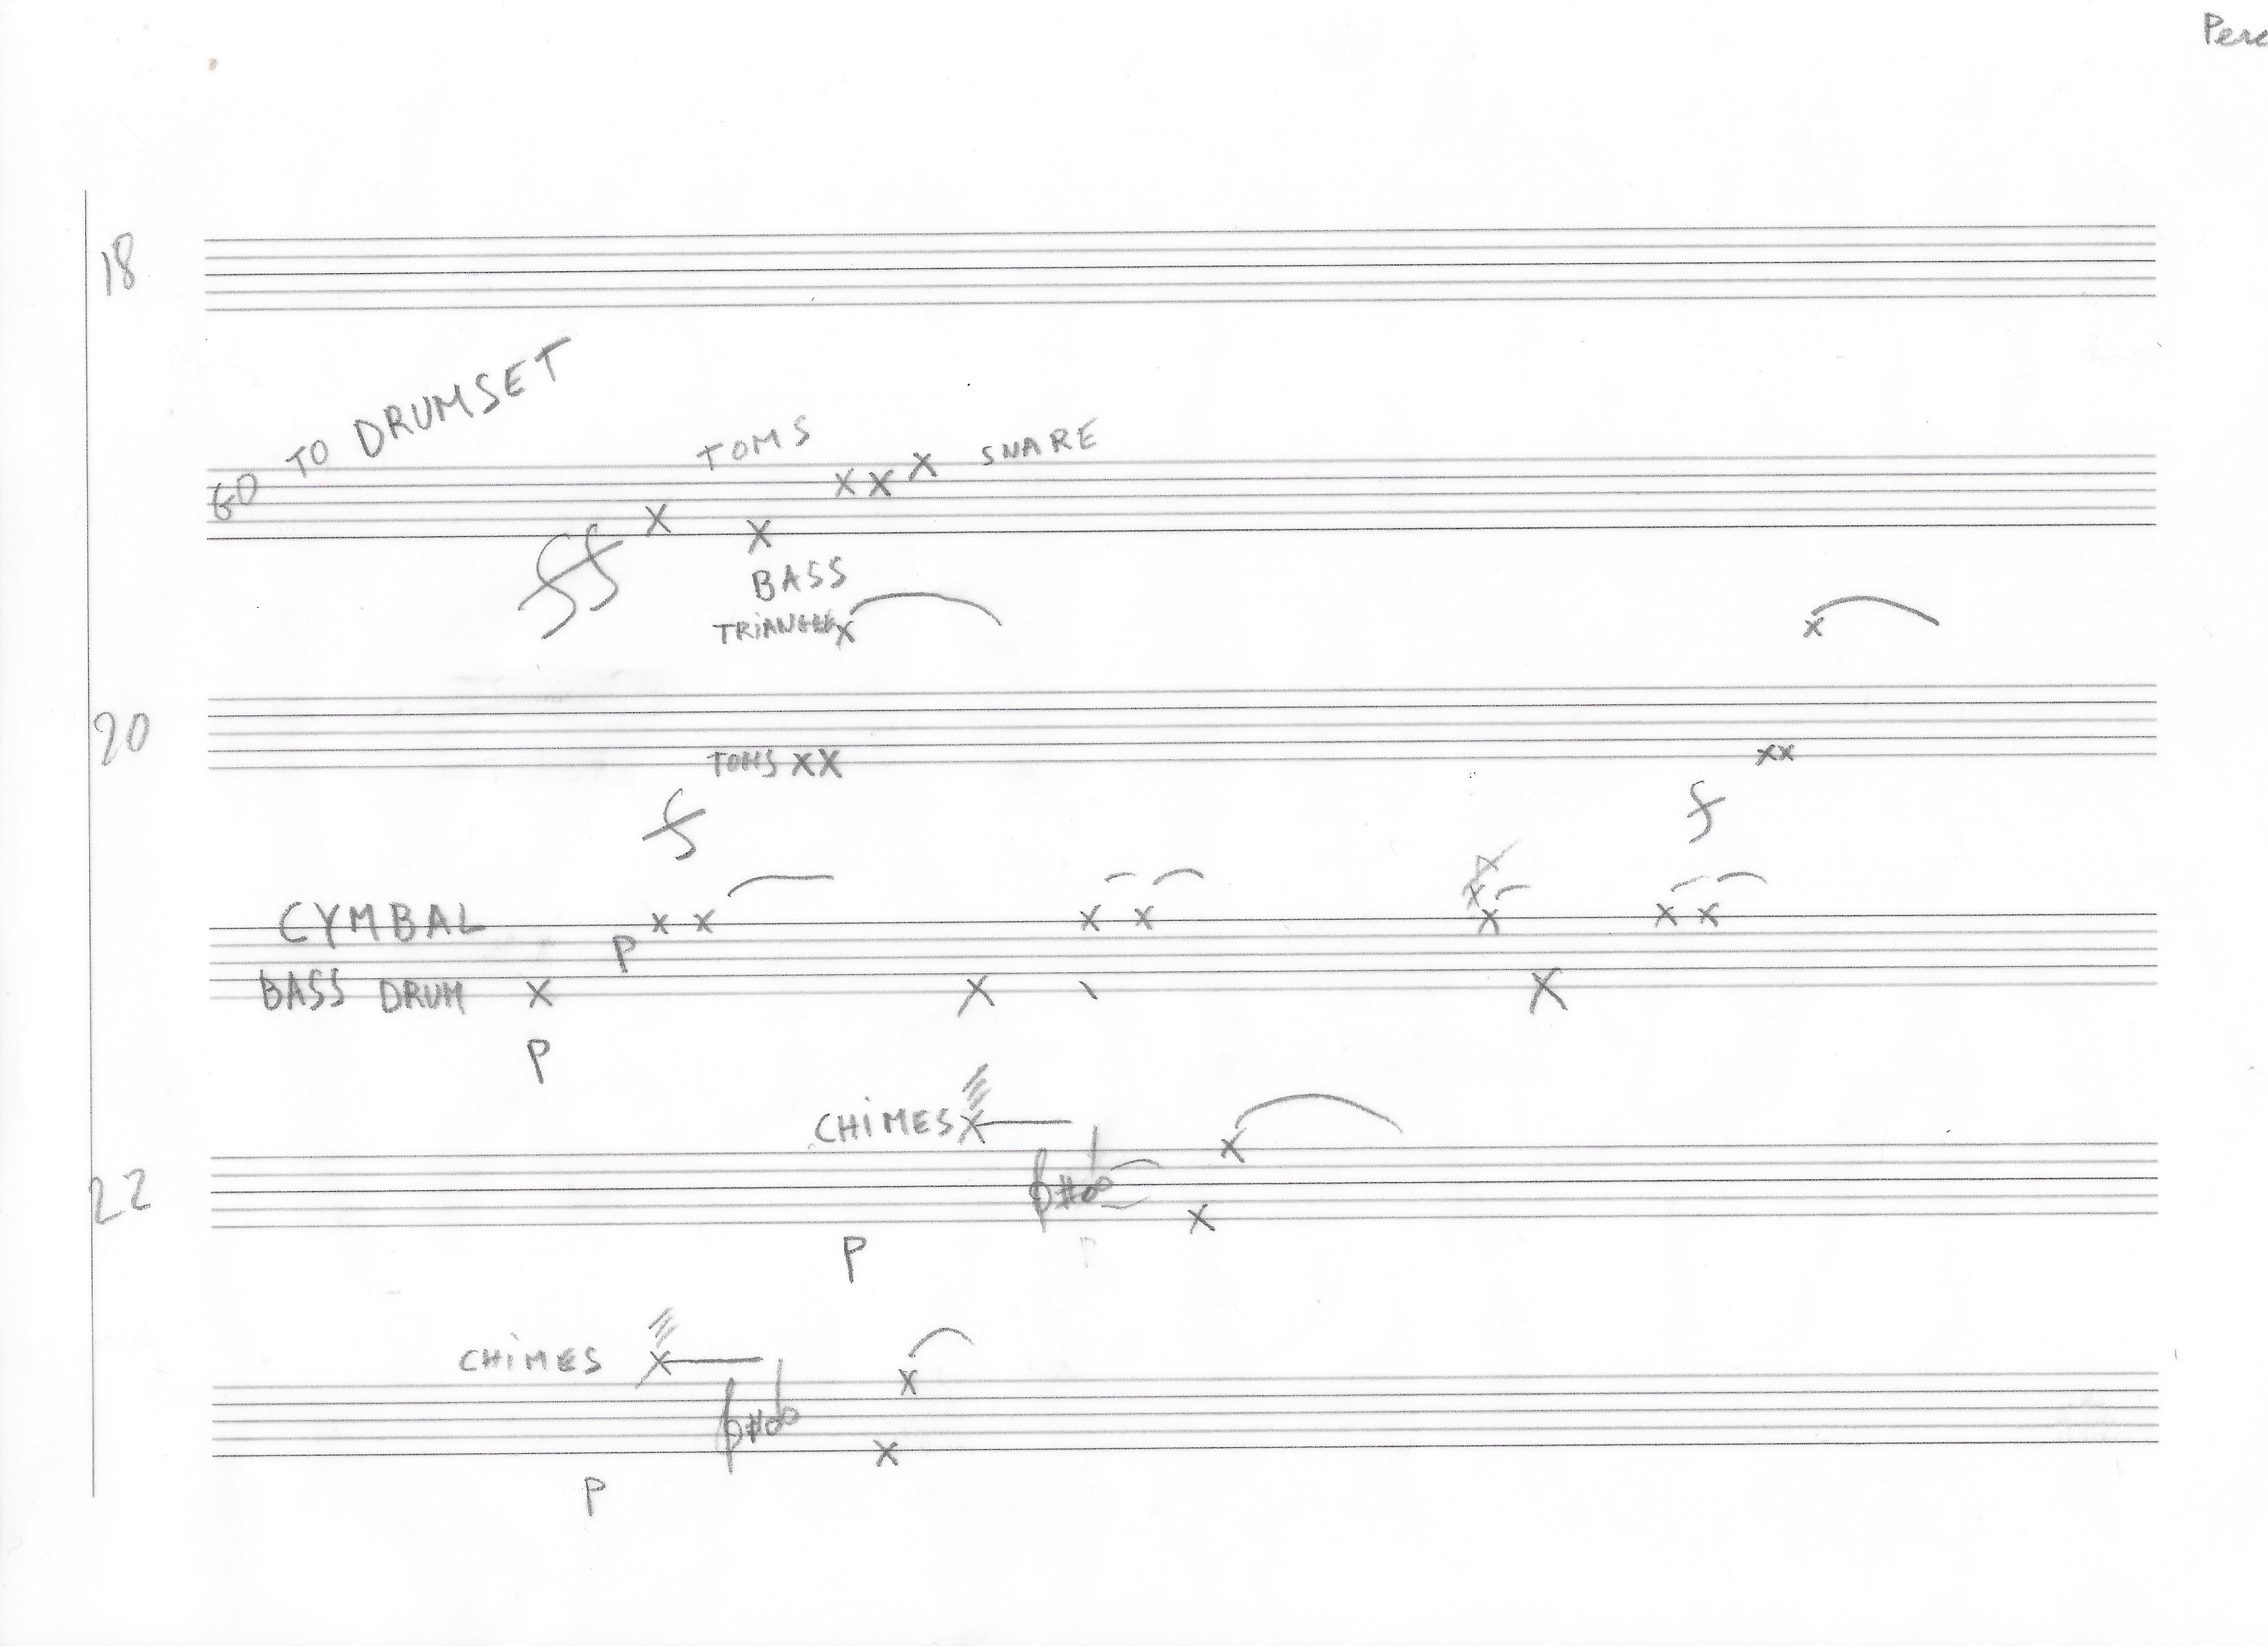 Perc
18
GO TO DRUMSET
TOMS
SNARE
ff
BASS
TRIANGLE
20
TOMS
f
f
CYMBAL
P
BASS DRUM
P
CHIMES
22
P
P
CHIMES
P